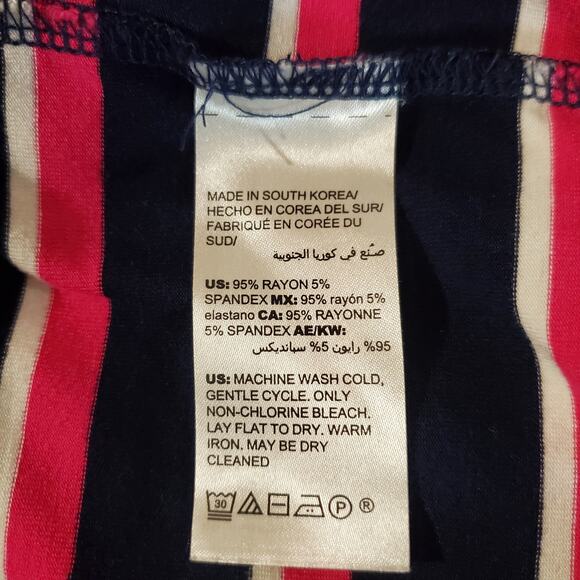 MADE IN SOUTH KOREA/
HECHO EN COREA DEL SUR/
FABRIQUÉ EN CORÉE DU
SUD/
صنع في كوريا الجنوبية
US: 95% RAYON 5%
SPANDEX MX: 95% rayón 5%
elastano CA: 95% RAYONNE
5% SPANDEX AE/KW:
95% رايون 5% سبانديكس
US: MACHINE WASH COLD,
GENTLE CYCLE. ONLY
NON-CHLORINE BLEACH.
LAY FLAT TO DRY. WARM
IRON. MAY BE DRY
CLEANED
30 P ®